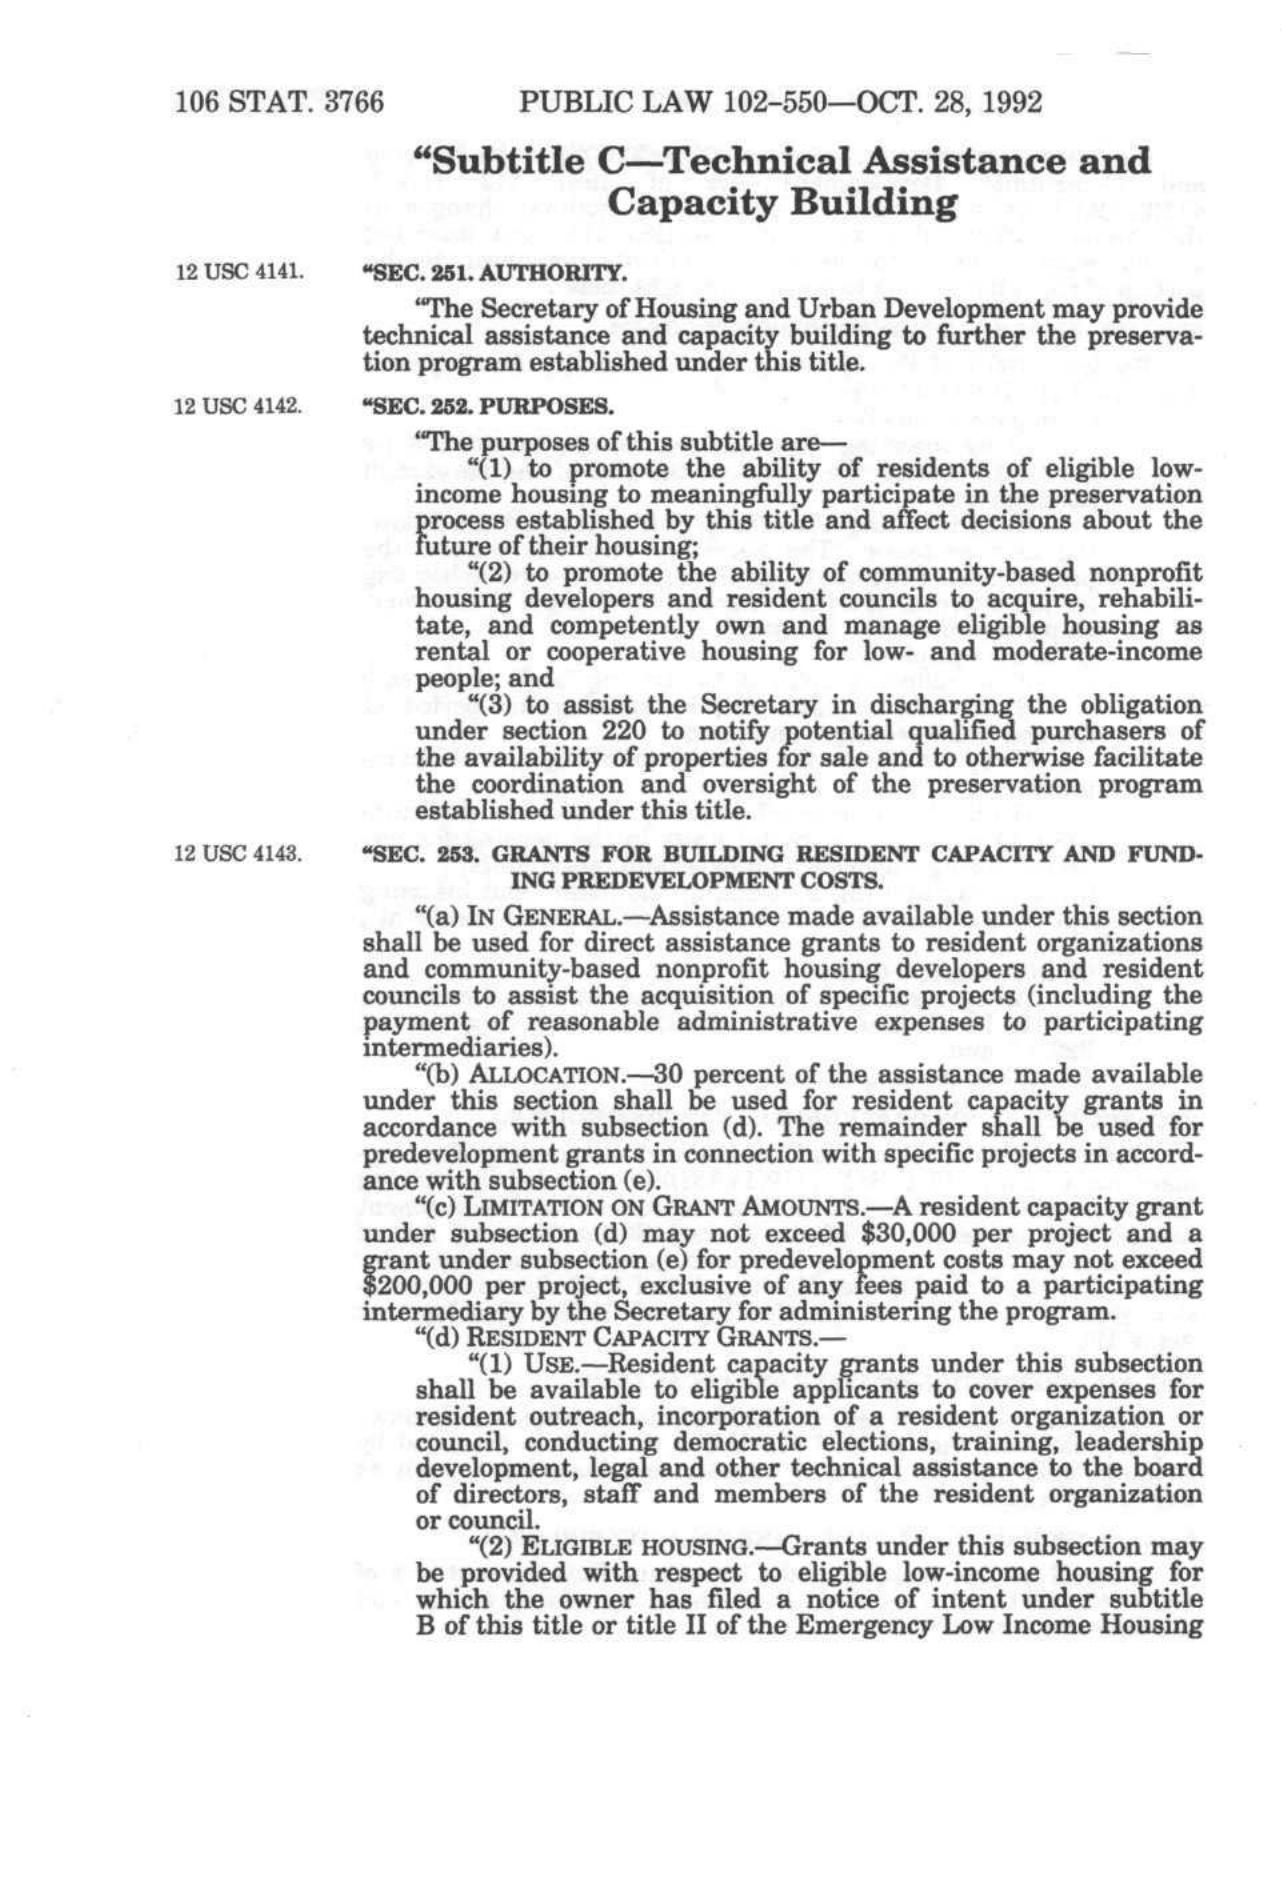 106 STAT. 3766 PUBLIC LAW 102-550—OCT. 28, 1992
“Subtitle C—Technical Assistance and
Capacity Building
12 USC 4141. “SEC. 251. AUTHORITY.
“The Secretary of Housing and Urban Development may provide
technical assistance and capacity building to further the preserva-
tion program established under this title.
12 USC 4142. “SEC. 252. PURPOSES.
“The purposes of this subtitle are—
“(1) to promote the ability of residents of eligible low-
income housing to meaningfully participate in the preservation
process established by this title and affect decisions about the
future of their housing;
“(2) to promote the ability of community-based nonprofit
housing developers and resident councils to acquire, rehabili-
tate, and competently own and manage eligible housing as
rental or cooperative housing for low- and moderate-income
people; and
“(3) to assist the Secretary in discharging the obligation
under section 220 to notify potential qualified purchasers of
the availability of properties for sale and to otherwise facilitate
the coordination and oversight of the preservation program
established under this title.
12 USC 4143. “SEC. 253. GRANTS FOR BUILDING RESIDENT CAPACITY AND FUND-
ING PREDEVELOPMENT COSTS.
“(a) IN GENERAL.—Assistance made available under this section
shall be used for direct assistance grants to resident organizations
and community-based nonprofit housing developers and resident
councils to assist the acquisition of specific projects (including the
payment of reasonable administrative expenses to participating
intermediaries).
“(b) ALLOCATION.—30 percent of the assistance made available
under this section shall be used for resident capacity grants in
accordance with subsection (d). The remainder shall be used for
predevelopment grants in connection with specific projects in accord-
ance with subsection (e).
“(c) LIMITATION ON GRANT AMOUNTS.—A resident capacity grant
under subsection (d) may not exceed $30,000 per project and a
grant under subsection (e) for predevelopment costs may not exceed
$200,000 per project, exclusive of any fees paid to a participating
intermediary by the Secretary for administering the program.
“(d) RESIDENT CAPACITY GRANTS.—
“(1) USE.—Resident capacity grants under this subsection
shall be available to eligible applicants to cover expenses for
resident outreach, incorporation of a resident organization or
council, conducting democratic elections, training, leadership
development, legal and other technical assistance to the board
of directors, staff and members of the resident organization
or council.
“(2) ELIGIBLE HOUSING.—Grants under this subsection may
be provided with respect to eligible low-income housing for
which the owner has filed a notice of intent under subtitle
B of this title or title II of the Emergency Low Income Housing